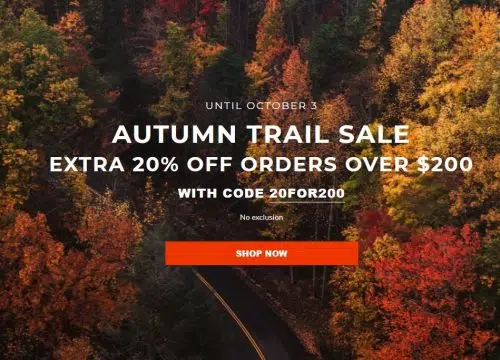 UNTIL OCTOBER 3
AUTUMN TRAIL SALE
EXTRA 20% OFF ORDERS OVER $200
WITH CODE 20FOR200
No exclusion
SHOP NOW